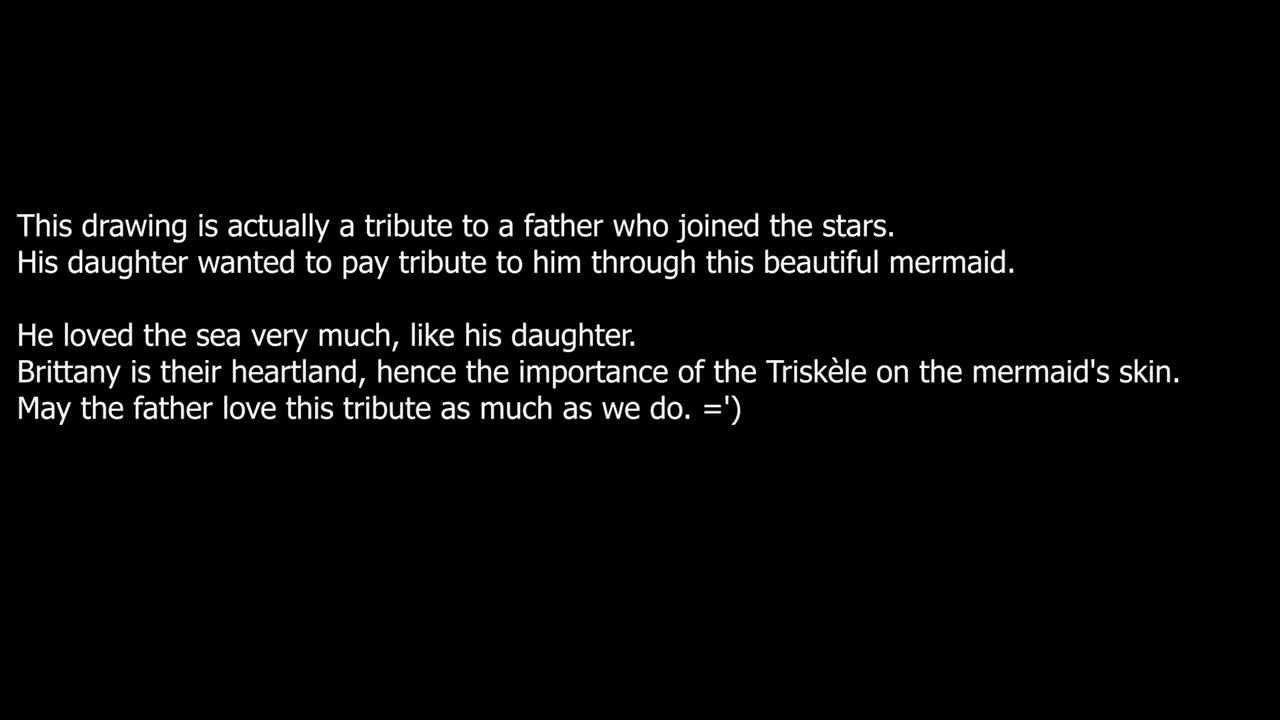 This drawing is actually a tribute to a father who joined the stars.
His daughter wanted to pay tribute to him through this beautiful mermaid.
He loved the sea very much, like his daughter.
Brittany is their heartland, hence the importance of the Triskèle on the mermaid's skin.
May the father love this tribute as much as we do. =')